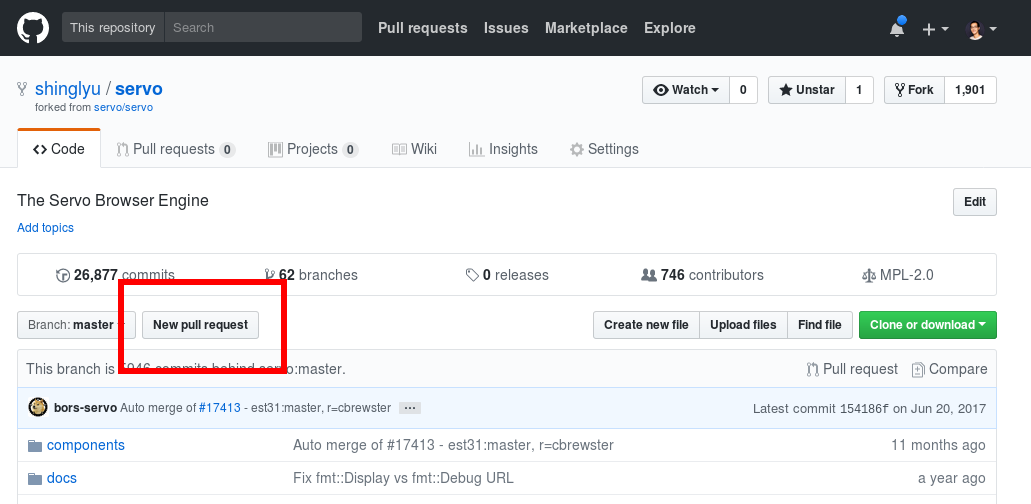 This repository Search Pull requests Issues Marketplace Explore
shinglyu / servo
forked from servo/servo
Watch 0 Unstar 1 Fork 1,901
Code Pull requests 0 Projects 0 Wiki Insights Settings
The Servo Browser Engine
Edit
Add topics
26,877 commits 62 branches 0 releases 746 contributors MPL-2.0
Branch: master New pull request Create new file Upload files Find file Clone or download
This branch is 5946 commits behind servo:master. Pull request Compare
bors-servo Auto merge of #17413 - est31:master, r=cbrewster ... Latest commit 154186f on Jun 20, 2017
components Auto merge of #17413 - est31:master, r=cbrewster 11 months ago
docs Fix fmt::Display vs fmt::Debug URL a year ago